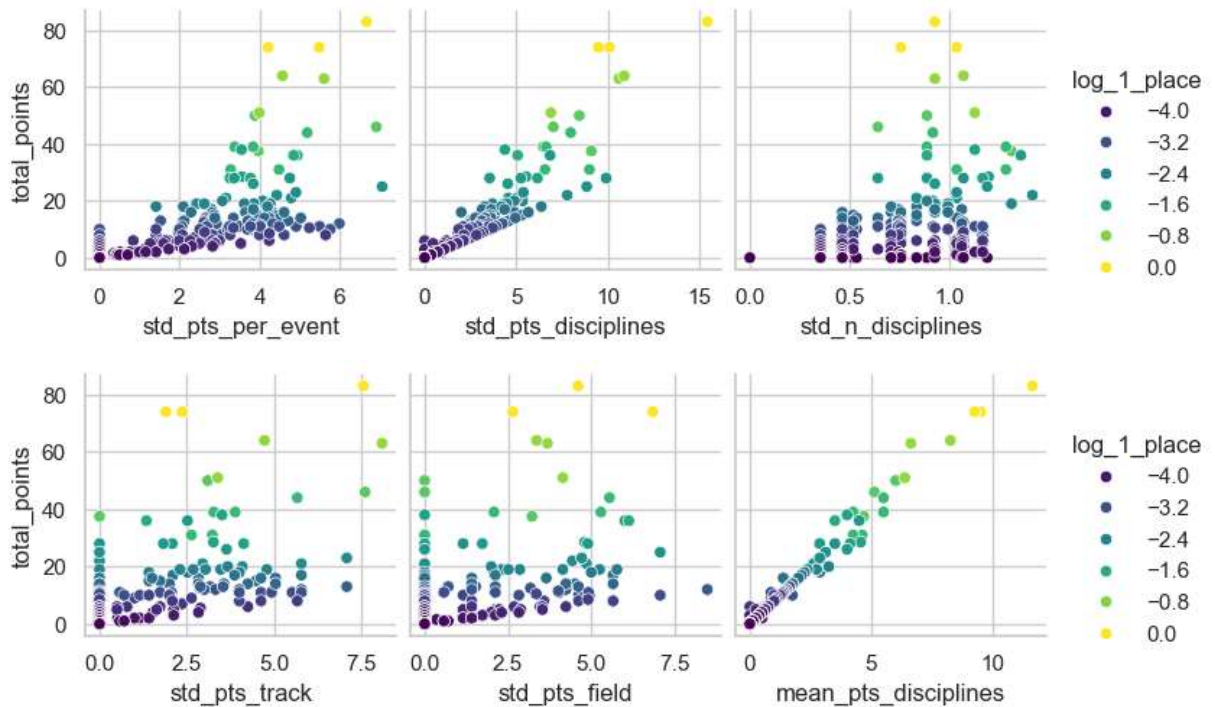 80
60
40
20
0
total_points
0 2 4 6
std_pts_per_event
0 5 10 15
std_pts_disciplines
0.0 0.5 1.0
std_n_disciplines
log_1_place
−4.0
−3.2
−2.4
−1.6
−0.8
0.0
80
60
40
20
0
total_points
0.0 2.5 5.0 7.5
std_pts_track
0.0 2.5 5.0 7.5
std_pts_field
0 5 10
mean_pts_disciplines
log_1_place
−4.0
−3.2
−2.4
−1.6
−0.8
0.0